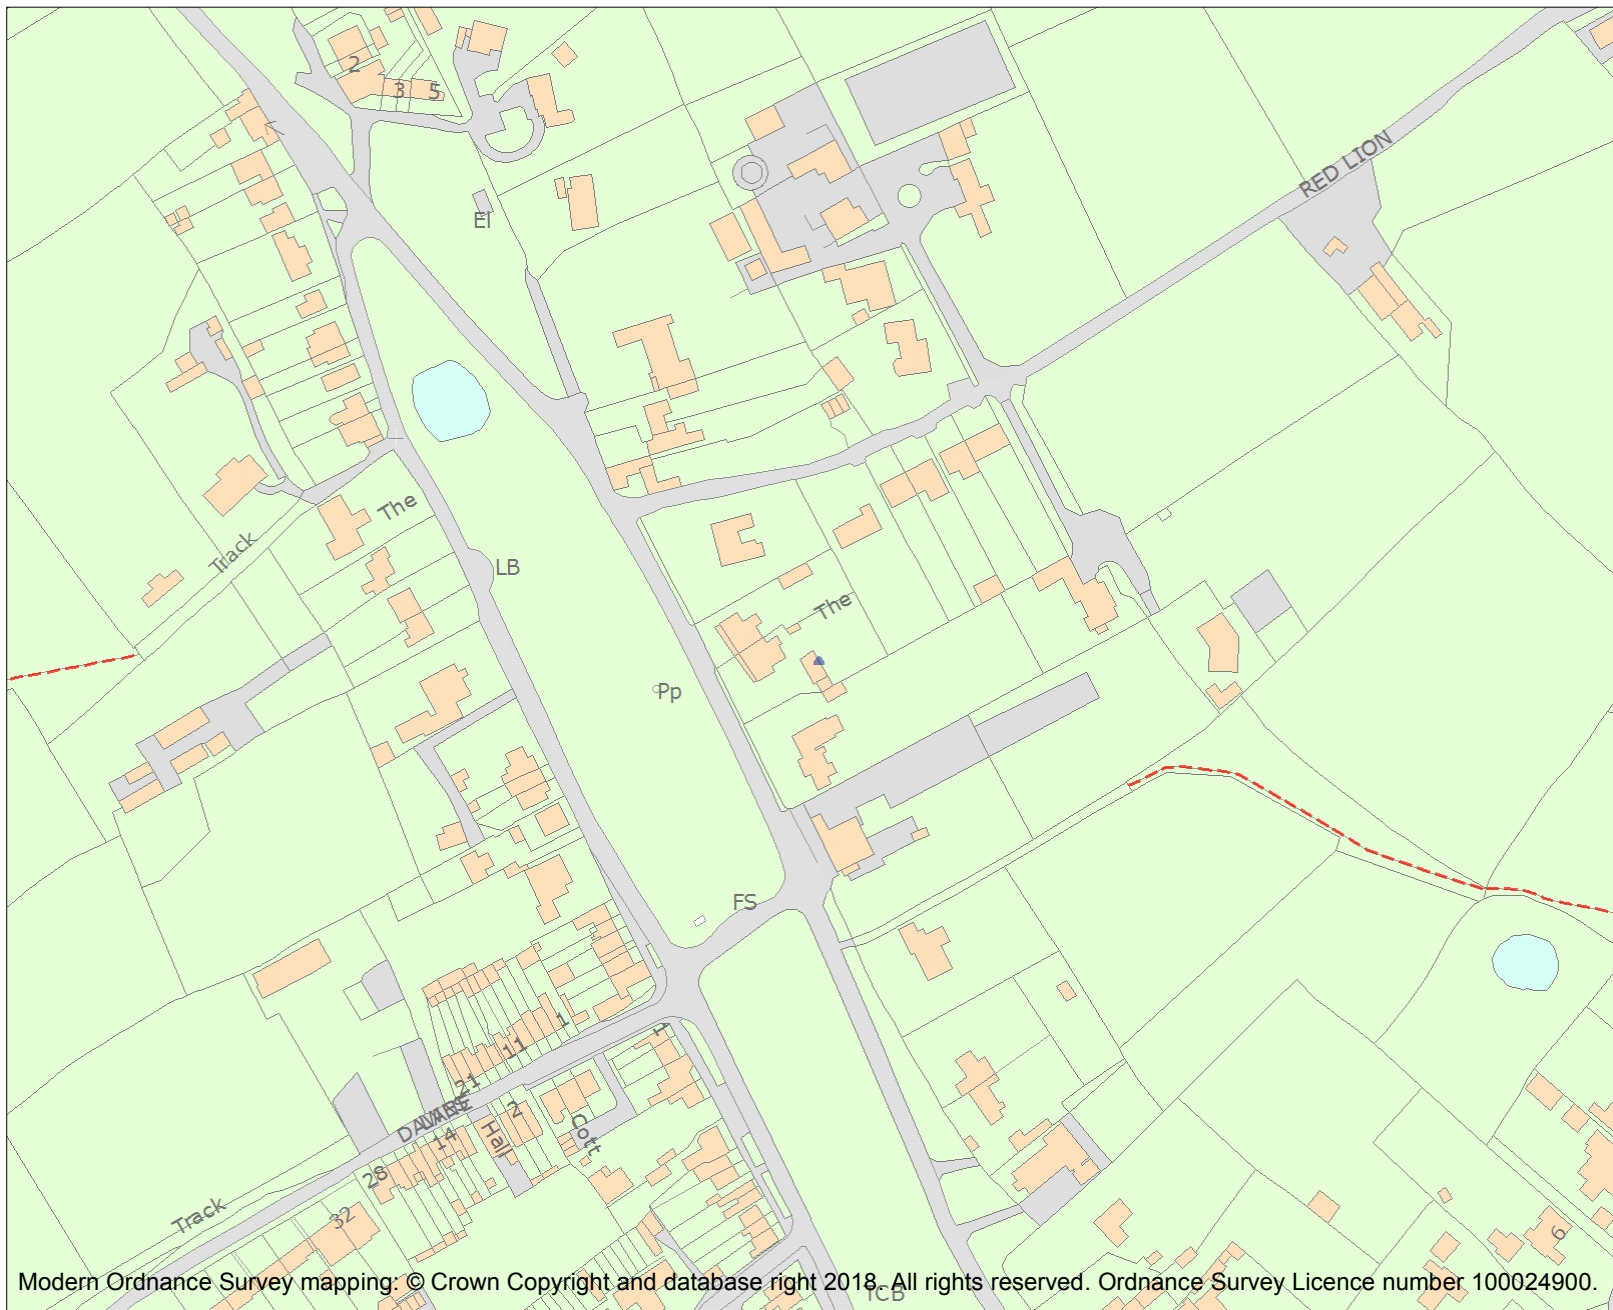 2
3
5
El
RED LION
The
Track
LB
The
Pp
FS
1
11
1
21
2
14
Hall
Cott
28
Track
32
6
TCB
Modern Ordnance Survey mapping: © Crown Copyright and database right 2018. All rights reserved. Ordnance Survey Licence number 100024900.